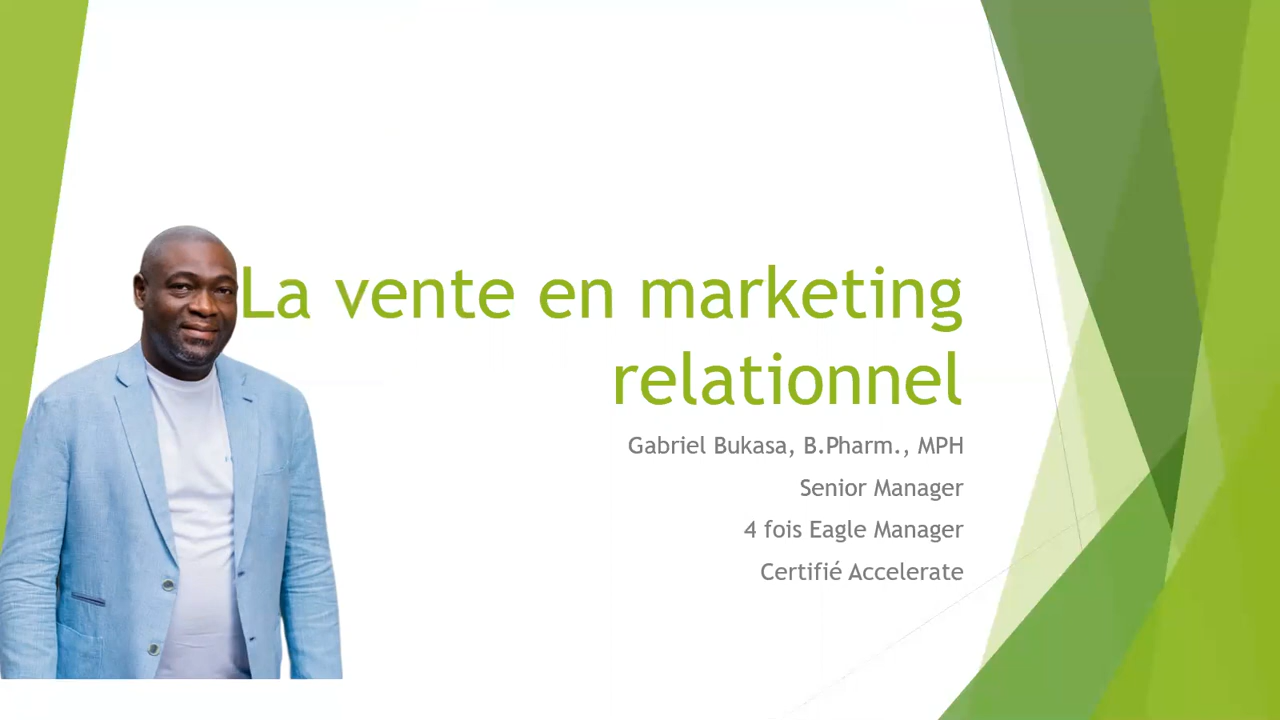 La vente en marketing
relationnel
Gabriel Bukasa, B.Pharm., MPH
Senior Manager
4 fois Eagle Manager
Certifié Accelerate